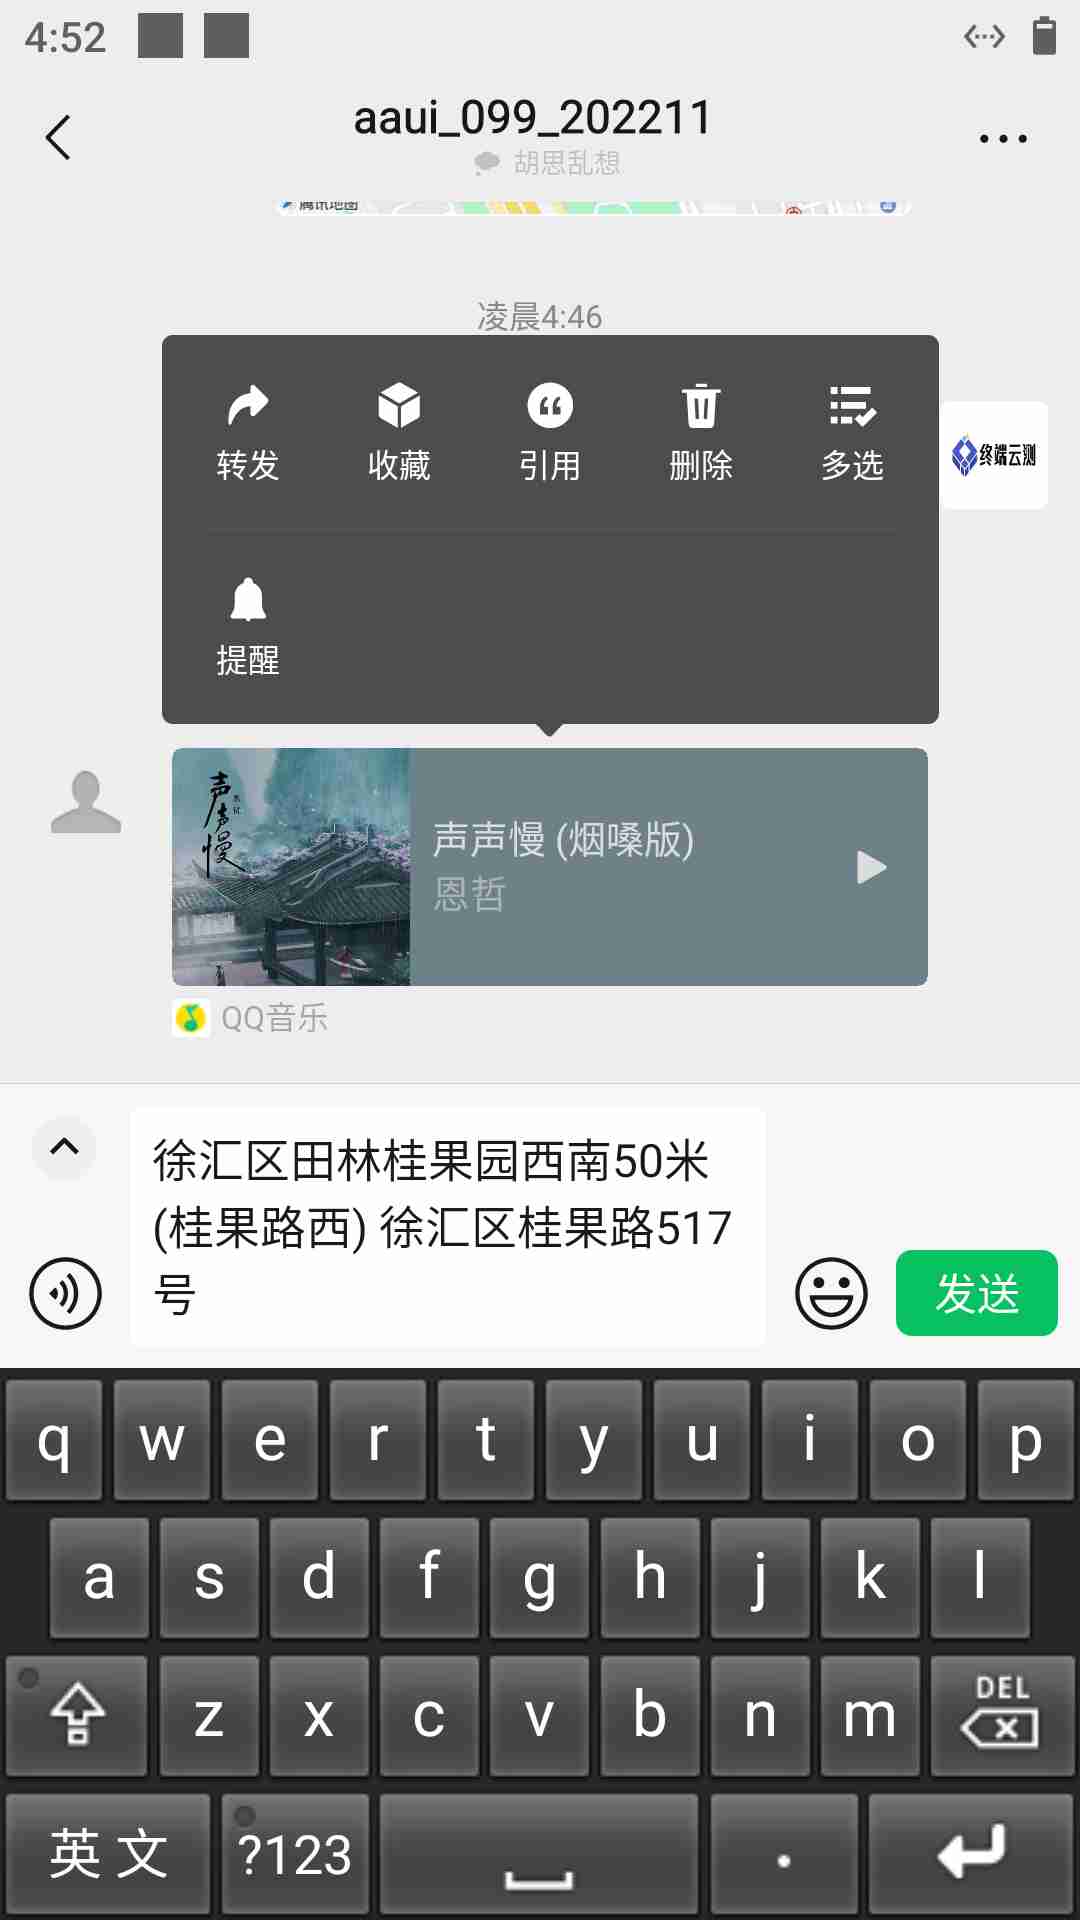 4:52
aaui_099_202211
胡思乱想
腾讯地图
凌晨4:46
转发 收藏 引用 删除 多选
终端云测
提醒
声声慢
声声慢 (烟嗓版)
恩哲
QQ音乐
徐汇区田林桂果园西南50米
(桂果路西) 徐汇区桂果路517
号
发送
q w e r t y u i o p
a s d f g h j k l
z x c v b n m DEL
英文 ?123 .